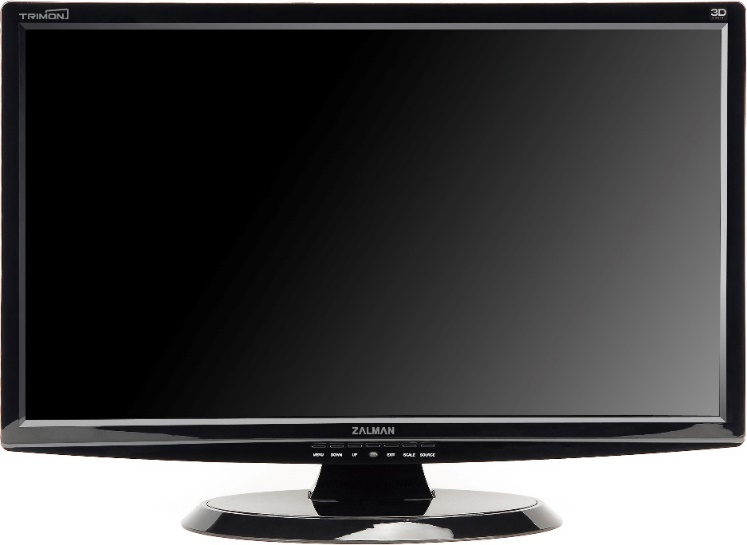 TRIMON
3D
ZALMAN
MENU DOWN UP EXIT SCALE SOURCE